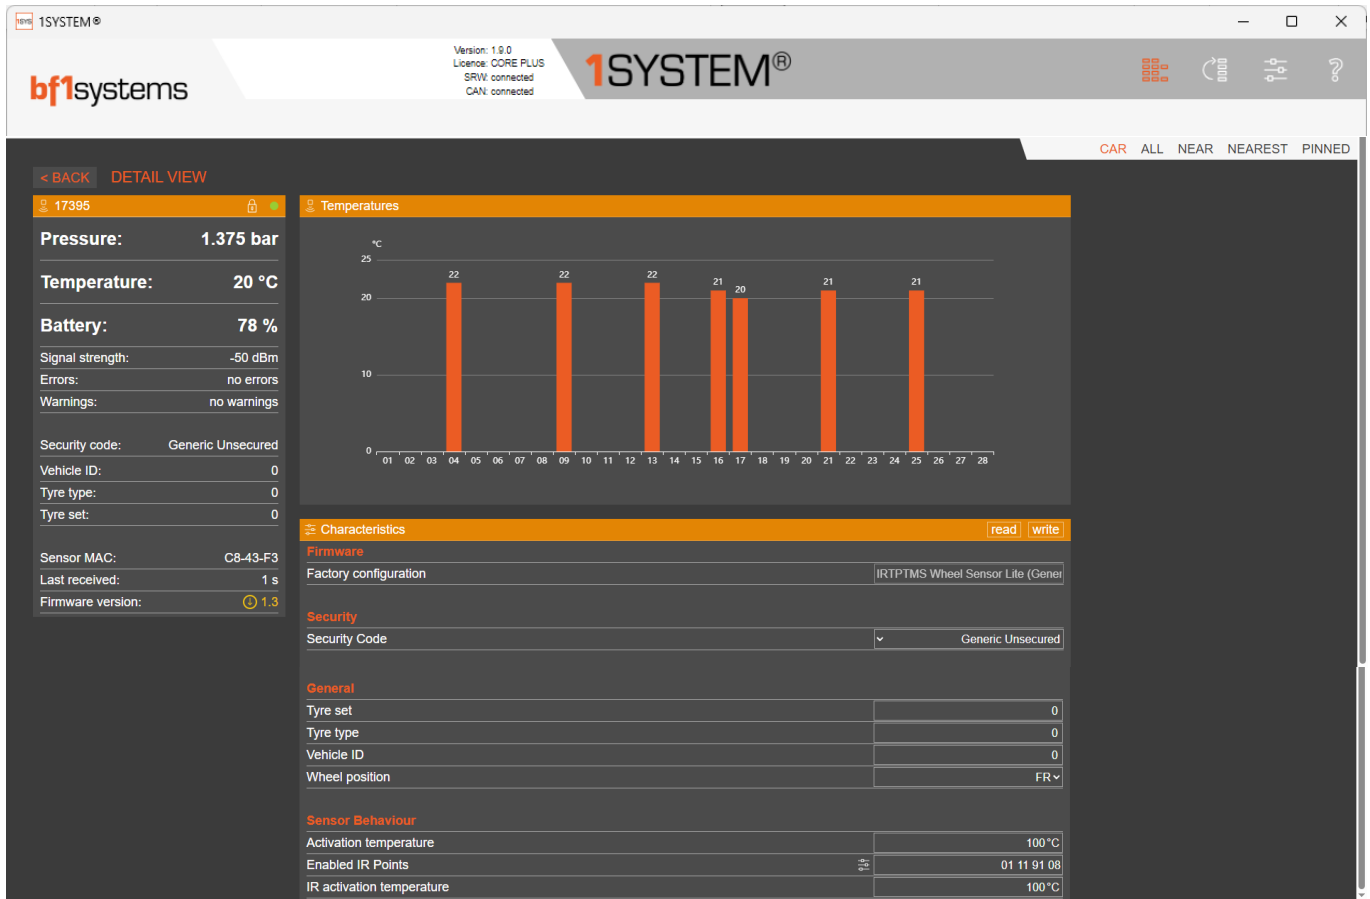 1SYS 1SYSTEM®
bf1systems
Version: 1.9.0
Licence: CORE PLUS
SRW: connected
CAN: connected
1SYSTEM®
CAR ALL NEAR NEAREST PINNED
< BACK DETAIL VIEW
17395
Pressure: 1.375 bar
Temperature: 20 °C
Battery: 78 %
Signal strength: -50 dBm
Errors: no errors
Warnings: no warnings
Security code: Generic Unsecured
Vehicle ID: 0
Tyre type: 0
Tyre set: 0
Sensor MAC: C8-43-F3
Last received: 1 s
Firmware version: 1.3
Temperatures
°C
25
22 22 22 21 20 21 21
20
10
0
01 02 03 04 05 06 07 08 09 10 11 12 13 14 15 16 17 18 19 20 21 22 23 24 25 26 27 28
Characteristics read write
Firmware
Factory configuration IRTPTMS Wheel Sensor Lite (Gener
Security
Security Code Generic Unsecured
General
Tyre set 0
Tyre type 0
Vehicle ID 0
Wheel position FR
Sensor Behaviour
Activation temperature 100°C
Enabled IR Points 01 11 91 08
IR activation temperature 100°C